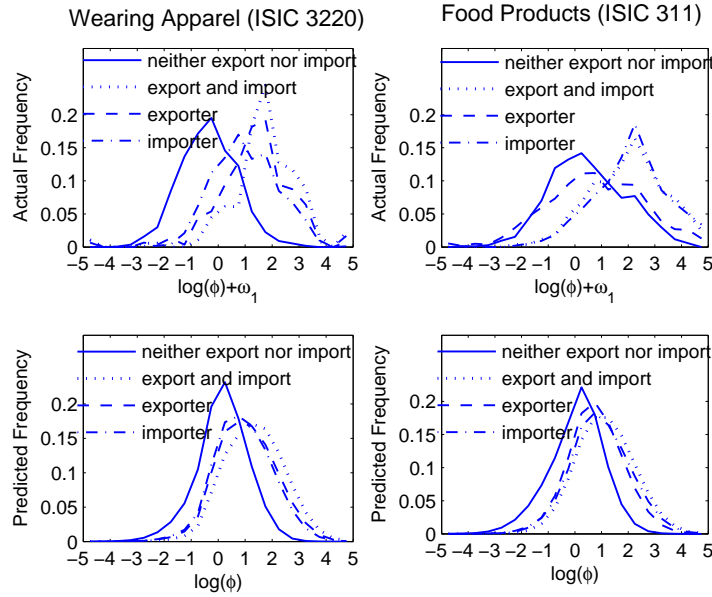 Wearing Apparel (ISIC 3220)
Food Products (ISIC 311)
neither export nor import
export and import
exporter
importer
Actual Frequency
0.2
0.15
0.1
0.05
0
−5 −4 −3 −2 −1 0 1 2 3 4 5
log(ϕ)+ω1
neither export nor import
export and import
exporter
importer
Actual Frequency
0.2
0.15
0.1
0.05
0
−5 −4 −3 −2 −1 0 1 2 3 4 5
log(ϕ)+ω1
neither export nor import
export and import
exporter
importer
Predicted Frequency
0.2
0.15
0.1
0.05
0
−5 −4 −3 −2 −1 0 1 2 3 4 5
log(ϕ)
neither export nor import
export and import
exporter
importer
Predicted Frequency
0.2
0.15
0.1
0.05
0
−5 −4 −3 −2 −1 0 1 2 3 4 5
log(ϕ)